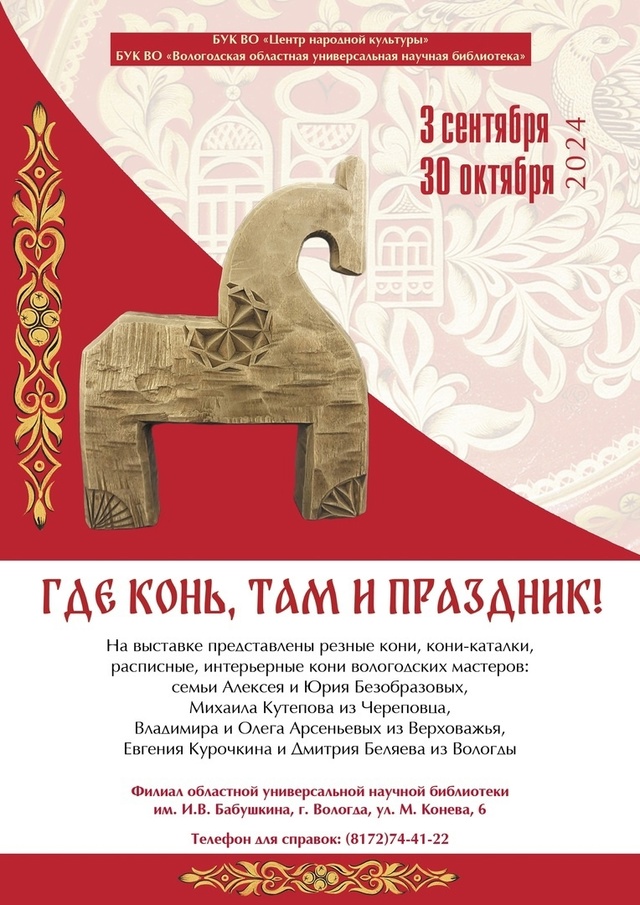 БУК ВО «Центр народной культуры»
БУК ВО «Вологодская областная универсальная научная библиотека»
3 сентября
30 октября
2024
ГДЕ КОНЬ, ТАМ И ПРАЗДНИК!
На выставке представлены резные кони, кони-каталки,
расписные, интерьерные кони вологодских мастеров:
семьи Алексея и Юрия Безобразовых,
Михаила Кутепова из Череповца,
Владимира и Олега Арсеньевых из Верховажья,
Евгения Курочкина и Дмитрия Беляева из Вологды
Филиал областной универсальной научной библиотеки
им. И.В. Бабушкина, г. Вологда, ул. М. Конева, 6
Телефон для справок: (8172)74-41-22